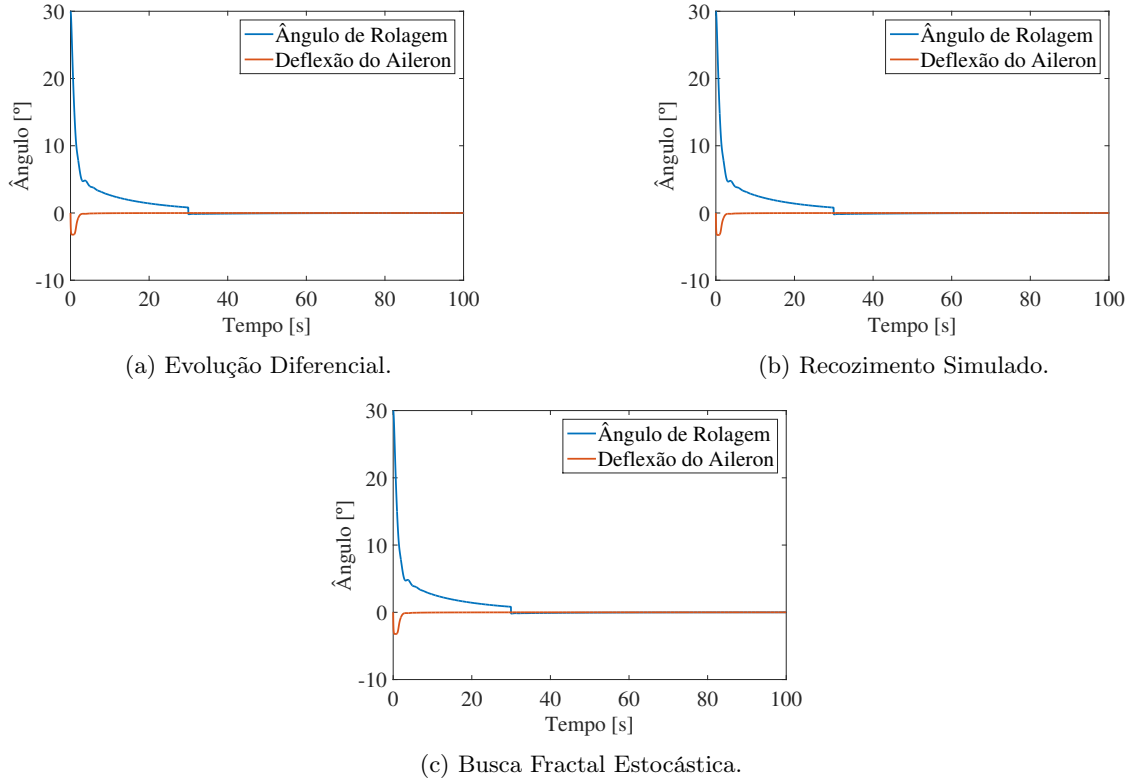 30
20
10
0
-10
Ângulo [º]
Ângulo de Rolagem
Deflexão do Aileron
0 20 40 60 80 100
Tempo [s]
(a) Evolução Diferencial.
30
20
10
0
-10
Ângulo [º]
Ângulo de Rolagem
Deflexão do Aileron
0 20 40 60 80 100
Tempo [s]
(b) Recozimento Simulado.
30
20
10
0
-10
Ângulo [º]
Ângulo de Rolagem
Deflexão do Aileron
0 20 40 60 80 100
Tempo [s]
(c) Busca Fractal Estocástica.